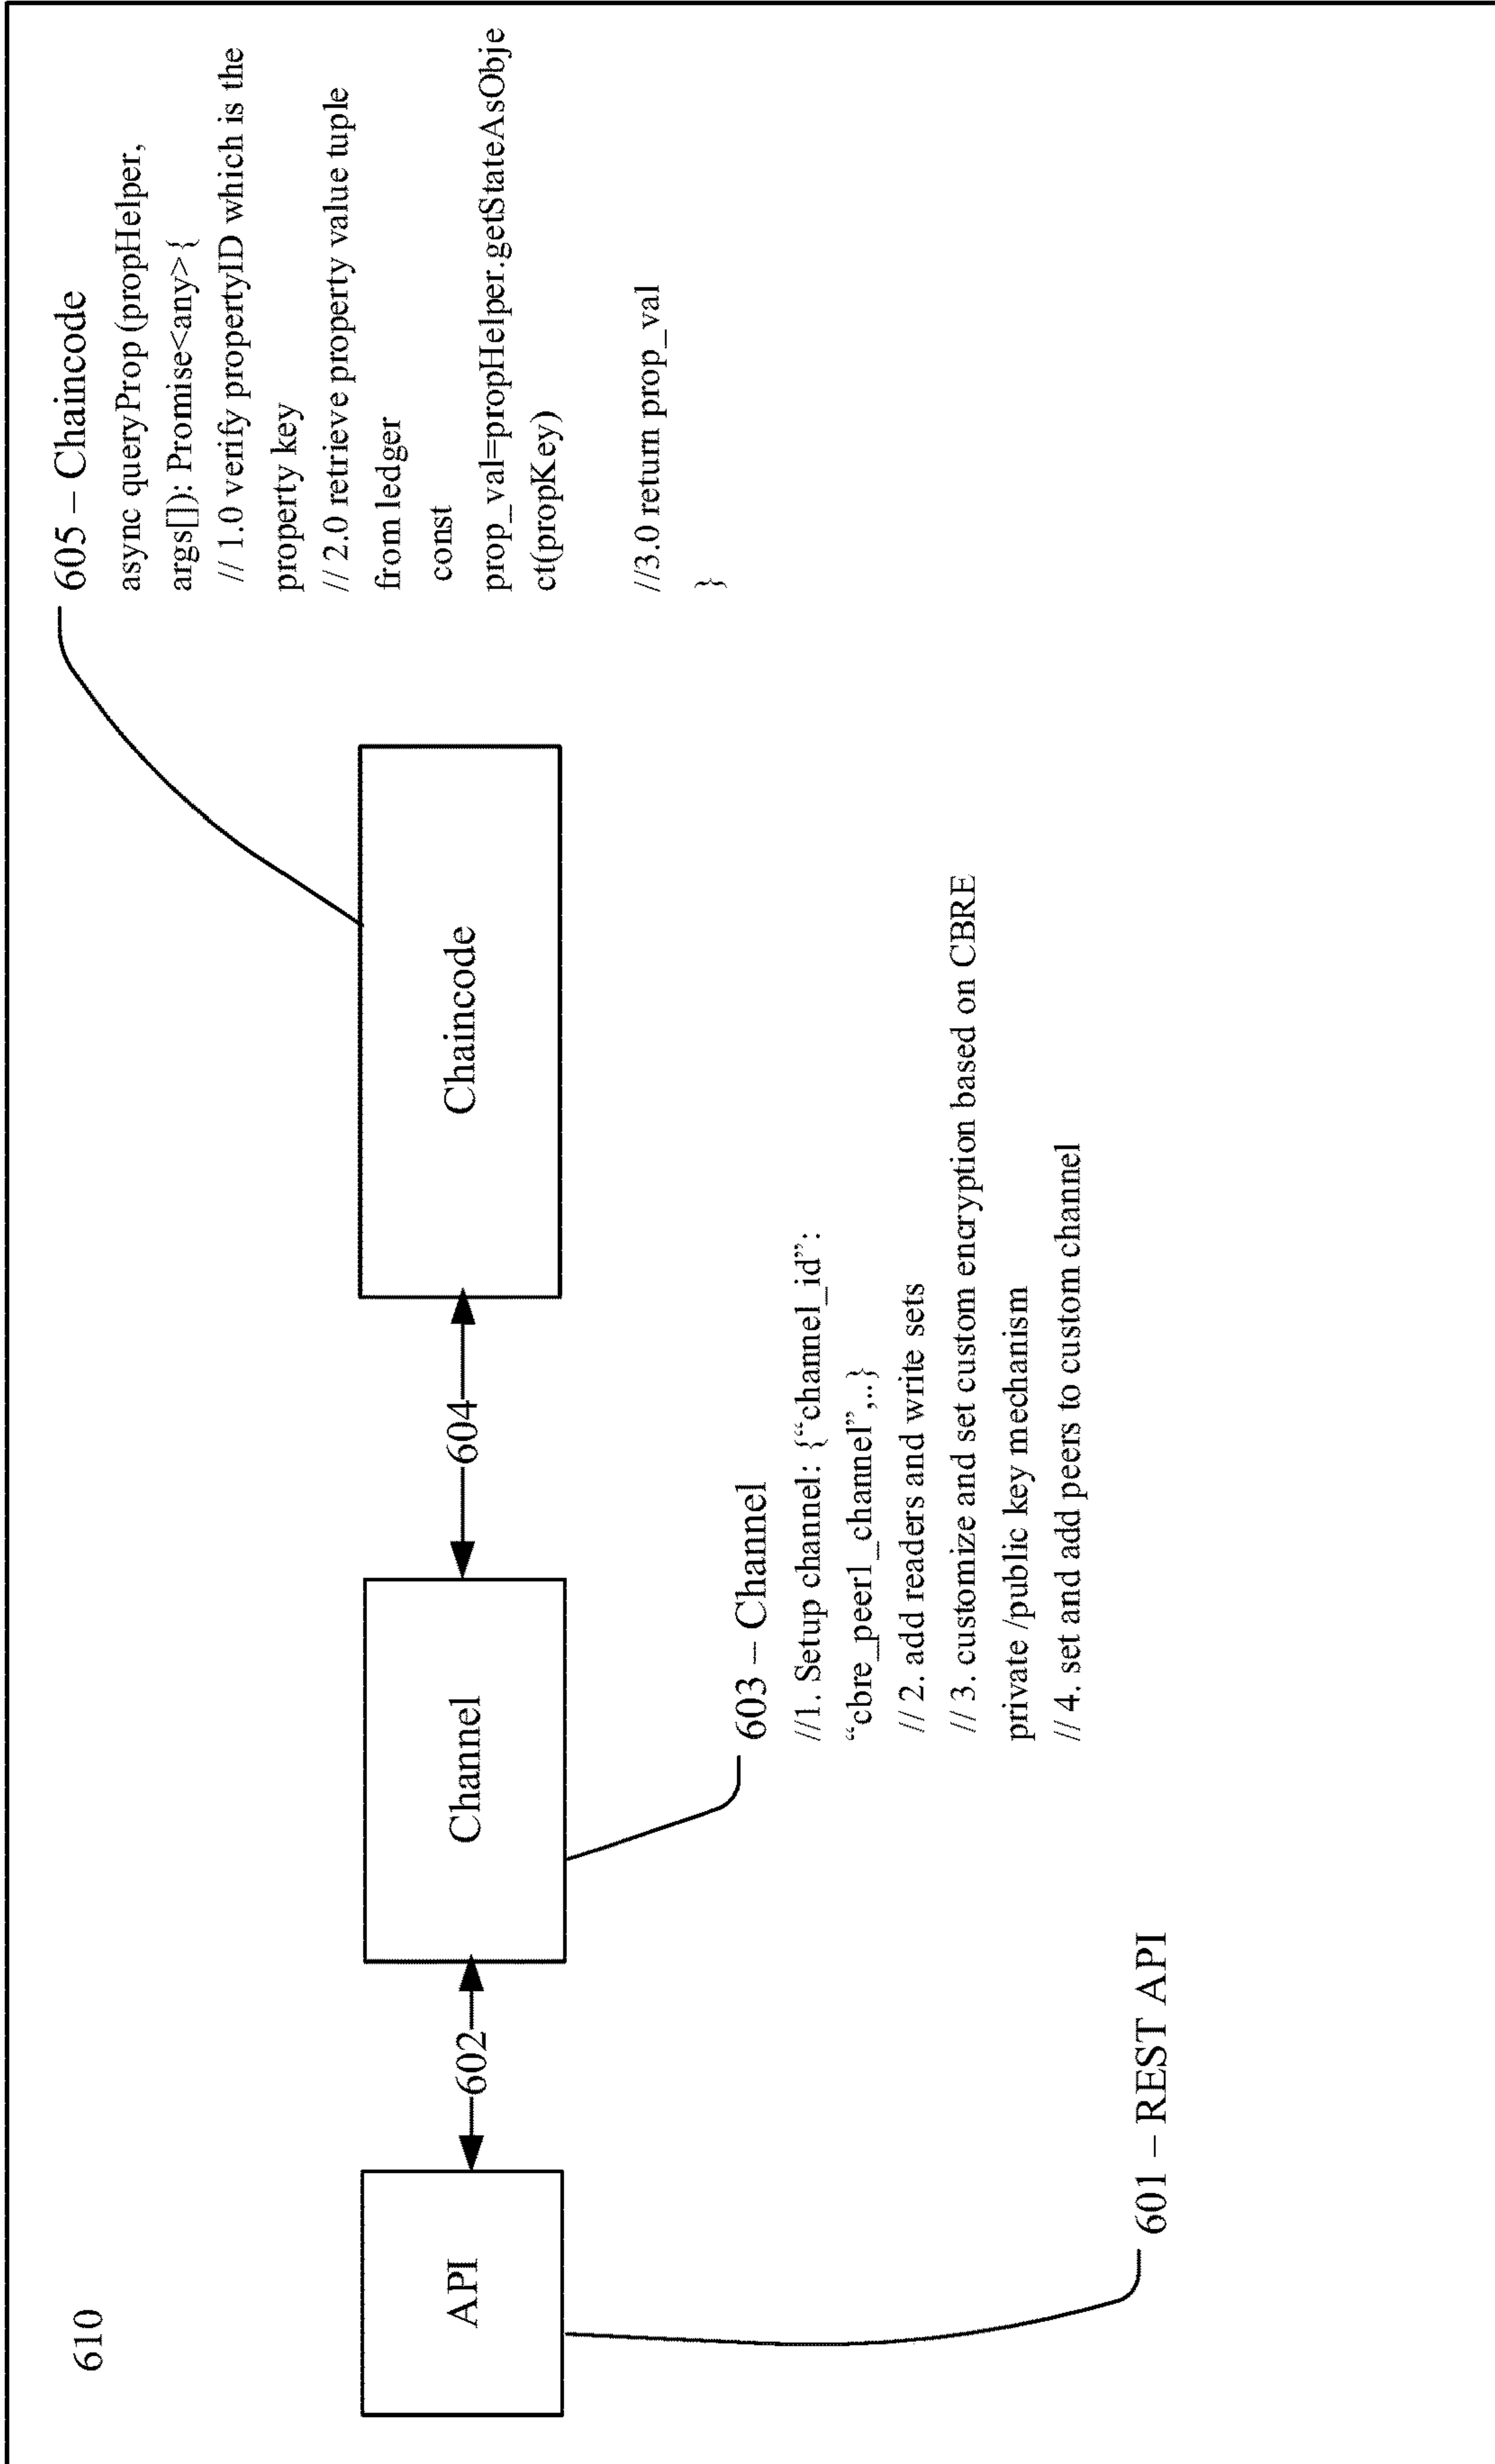 610
605 – Chaincode
async queryProp (propHelper,
args[]): Promise<any> {
// 1.0 verify propertyID which is the
property key
// 2.0 retrieve property value tuple
from ledger
const
prop_val=propHelper.getStateAsObje
ct(propKey)
//3.0 return prop_val
}
API
602
Channel
604
Chaincode
603 – Channel
//1. Setup channel: {“channel_id”:
“cbre_peer1_channel”,..}
// 2. add readers and write sets
// 3. customize and set custom encryption based on CBRE
private /public key mechanism
// 4. set and add peers to custom channel
601 – REST API